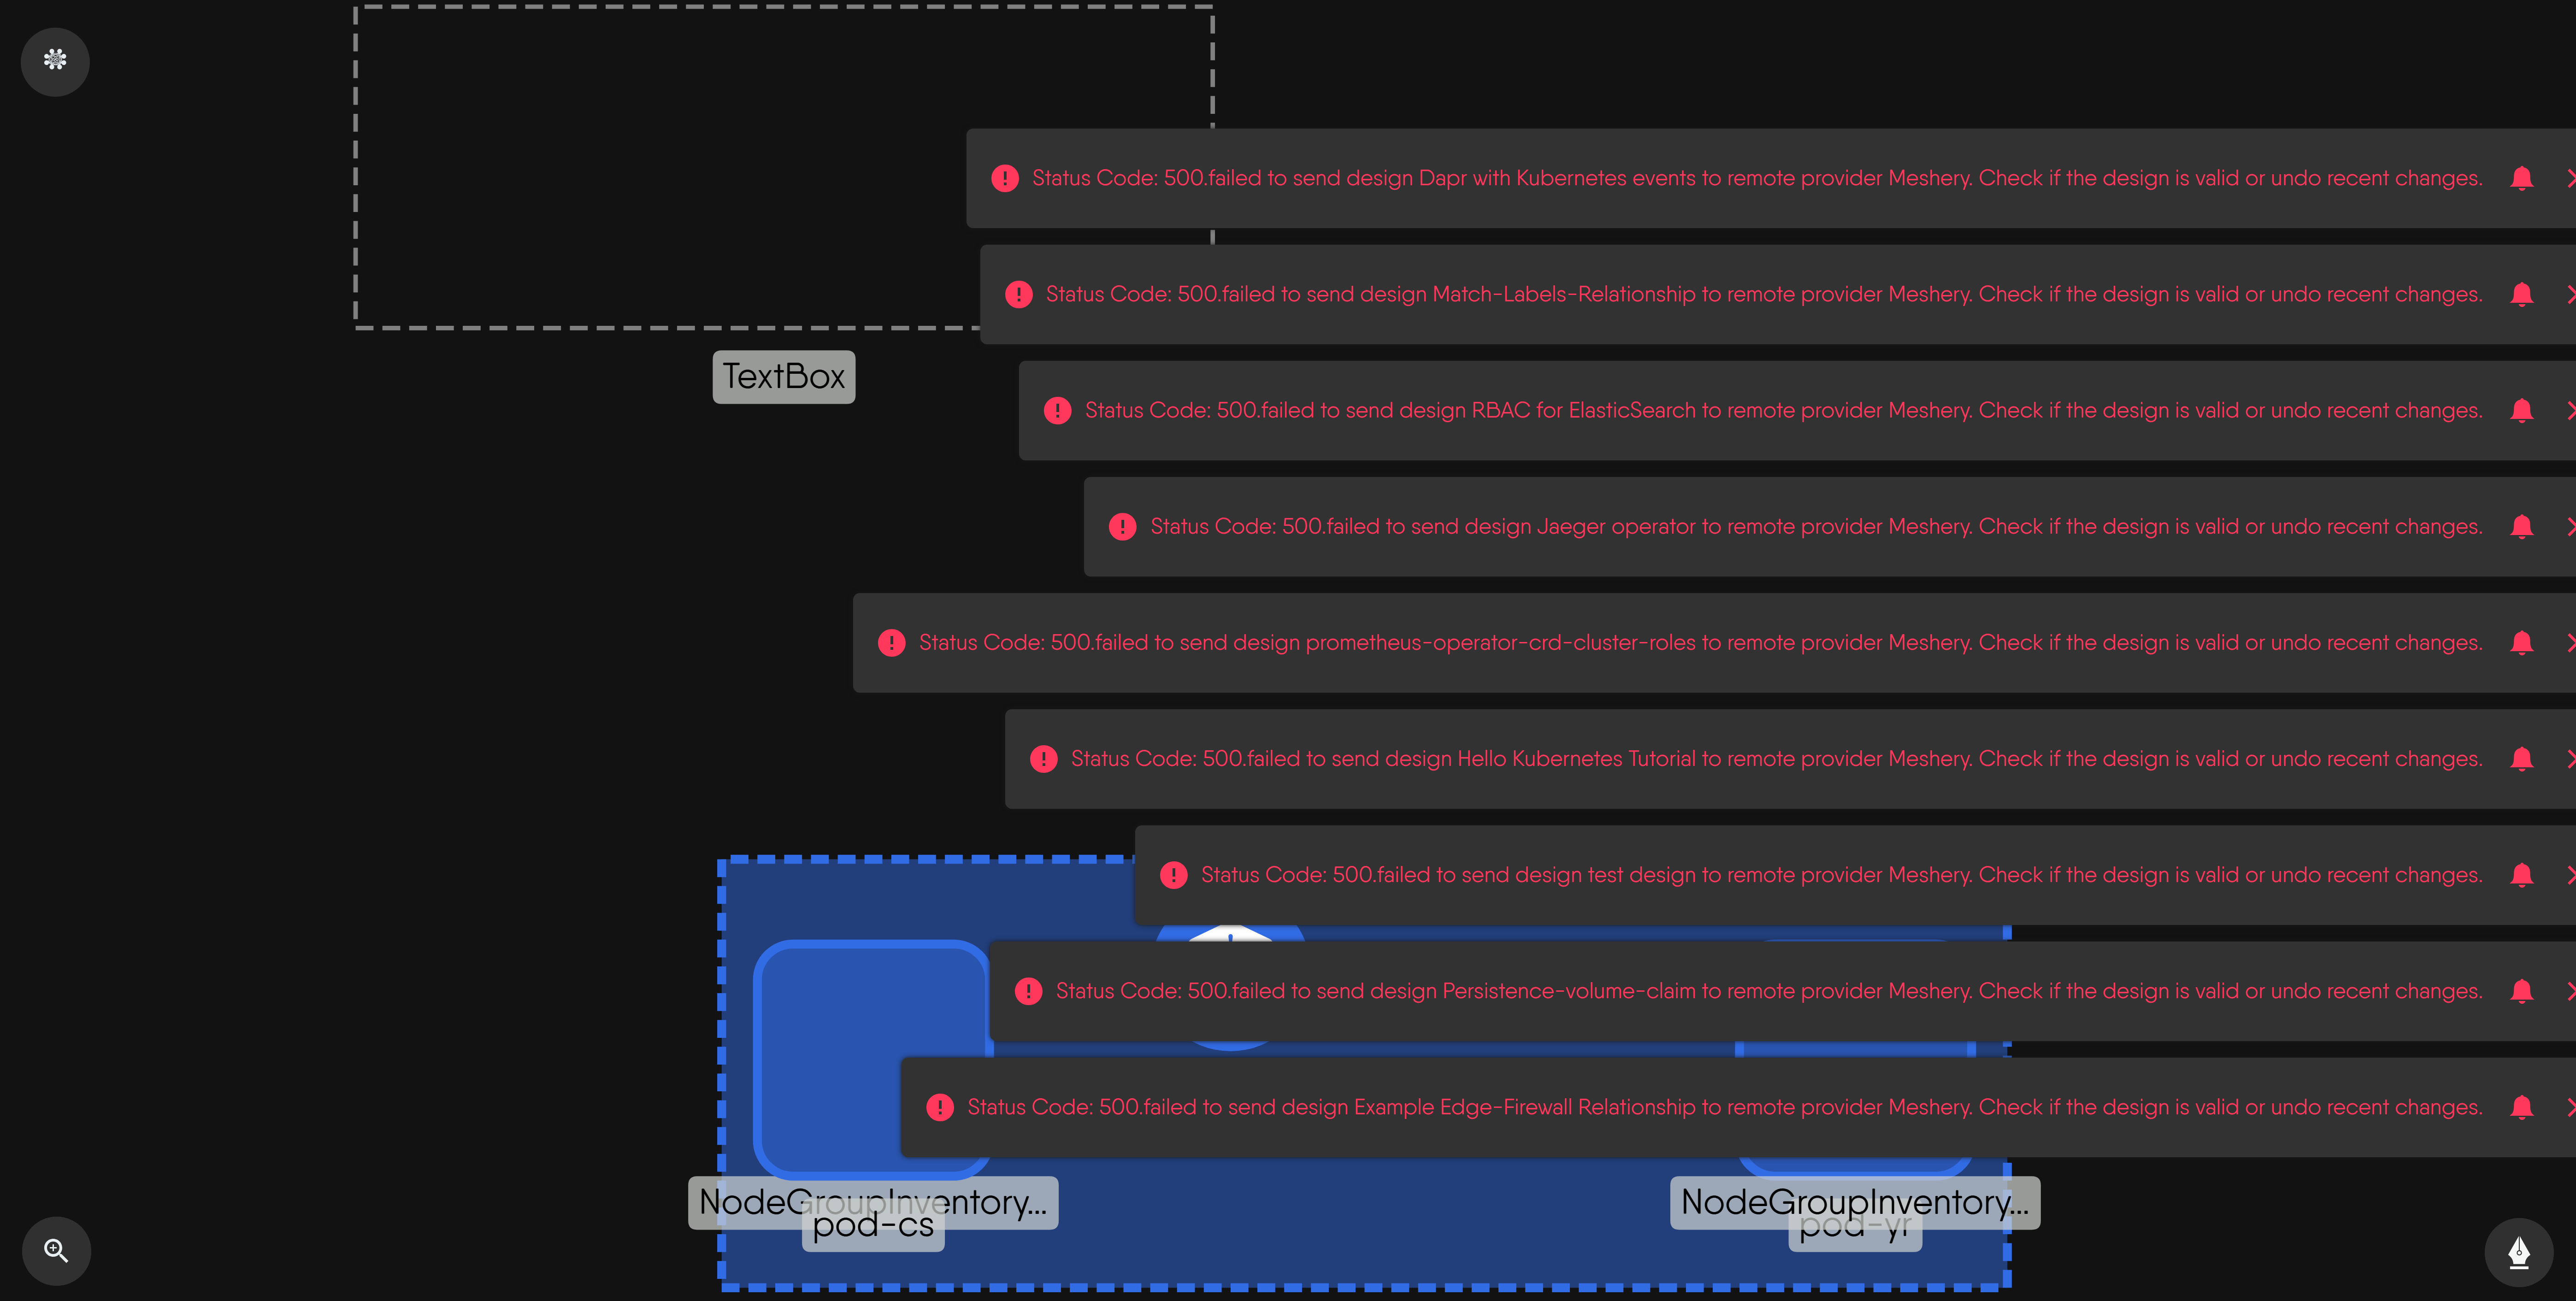 Status Code: 500.failed to send design Dapr with Kubernetes events to remote provider Meshery. Check if the design is valid or undo recent changes.
Status Code: 500.failed to send design Match-Labels-Relationship to remote provider Meshery. Check if the design is valid or undo recent changes.
TextBox
Status Code: 500.failed to send design RBAC for ElasticSearch to remote provider Meshery. Check if the design is valid or undo recent changes.
Status Code: 500.failed to send design Jaeger operator to remote provider Meshery. Check if the design is valid or undo recent changes.
Status Code: 500.failed to send design prometheus-operator-crd-cluster-roles to remote provider Meshery. Check if the design is valid or undo recent changes.
Status Code: 500.failed to send design Hello Kubernetes Tutorial to remote provider Meshery. Check if the design is valid or undo recent changes.
Status Code: 500.failed to send design test design to remote provider Meshery. Check if the design is valid or undo recent changes.
Status Code: 500.failed to send design Persistence-volume-claim to remote provider Meshery. Check if the design is valid or undo recent changes.
Status Code: 500.failed to send design Example Edge-Firewall Relationship to remote provider Meshery. Check if the design is valid or undo recent changes.
NodeGroupInventory...
pod-cs
NodeGroupInventory...
pod-yr